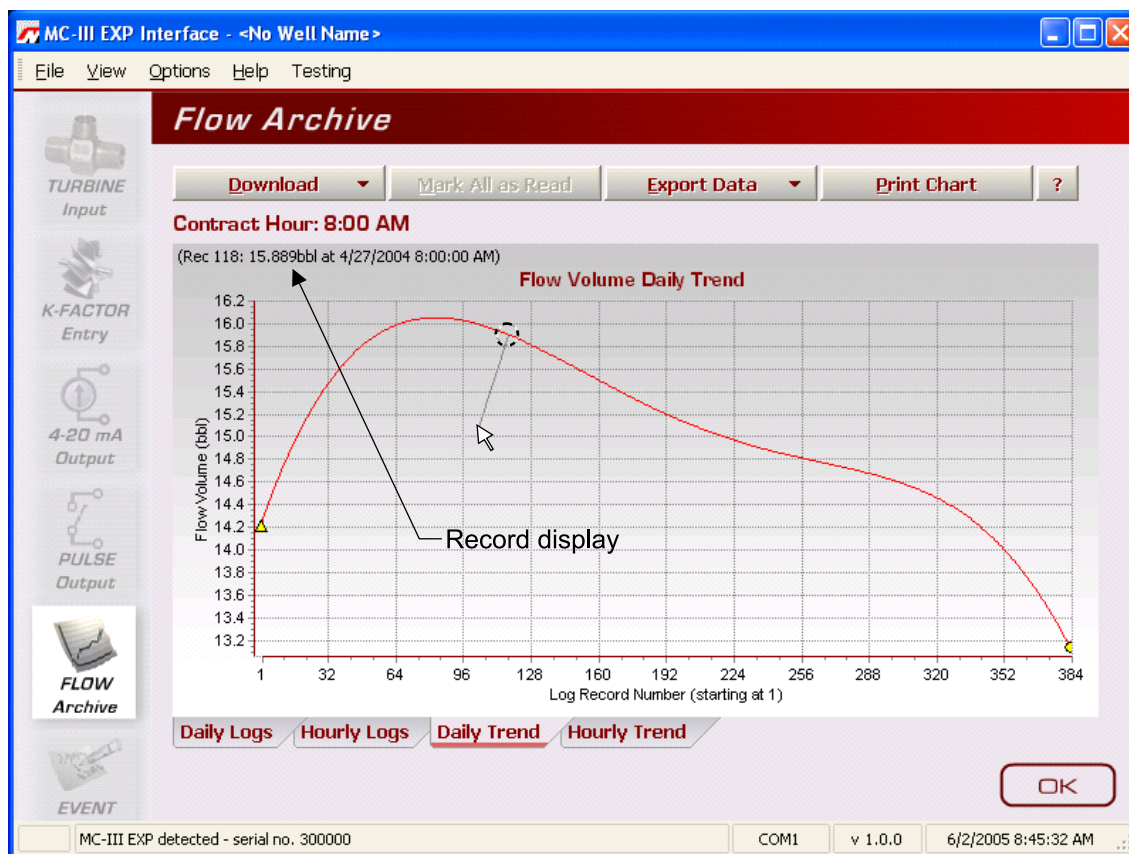 MC-III EXP Interface - <No Well Name>
File View Options Help Testing
Flow Archive
TURBINE
Input
K-FACTOR
Entry
4-20 mA
Output
PULSE
Output
FLOW
Archive
EVENT
Download Mark All as Read Export Data Print Chart ?
Contract Hour: 8:00 AM
(Rec 118: 15.889bbl at 4/27/2004 8:00:00 AM)
Flow Volume Daily Trend
Flow Volume (bbl)
16.2
16.0
15.8
15.6
15.4
15.2
15.0
14.8
14.6
14.4
14.2
14.0
13.8
13.6
13.4
13.2
Record display
1 32 64 96 128 160 192 224 256 288 320 352 384
Log Record Number (starting at 1)
Daily Logs Hourly Logs Daily Trend Hourly Trend
OK
MC-III EXP detected - serial no. 300000 COM1 v 1.0.0 6/2/2005 8:45:32 AM